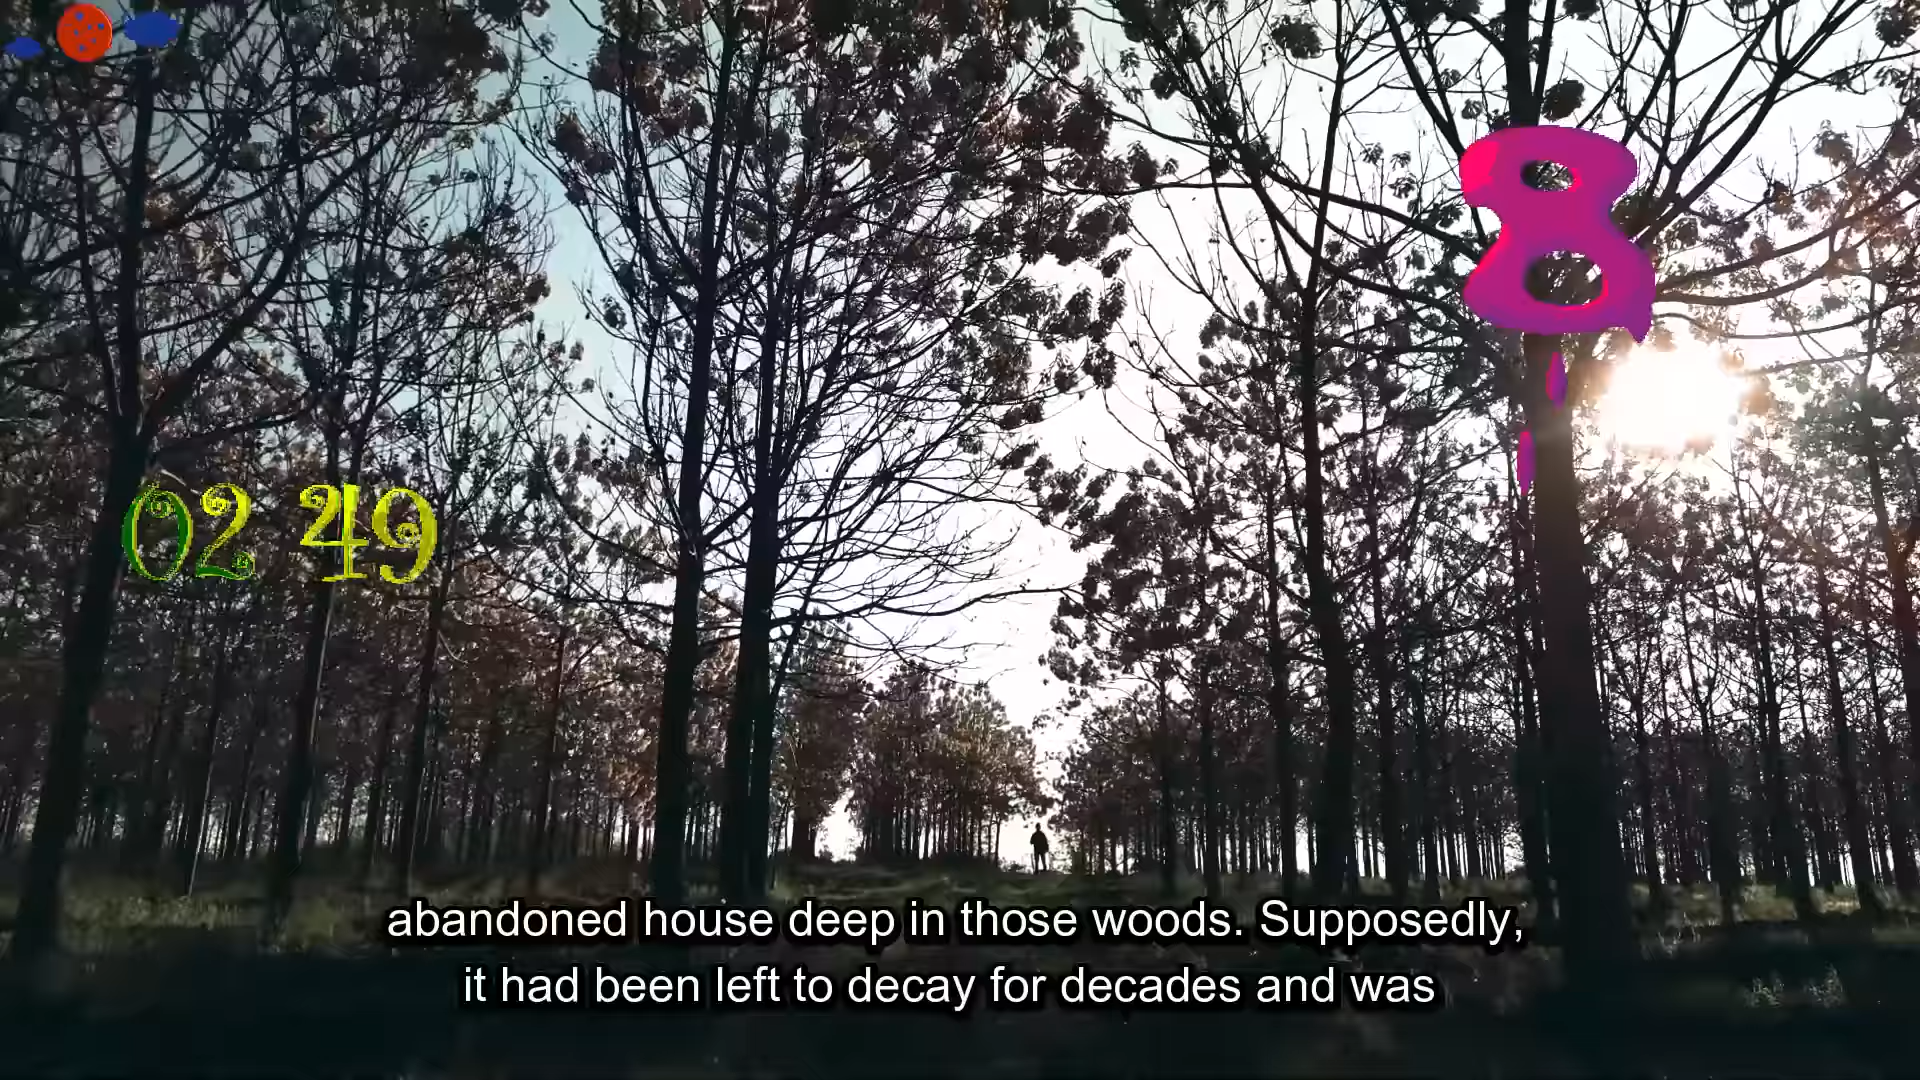 8
02 49
abandoned house deep in those woods. Supposedly,
it had been left to decay for decades and was